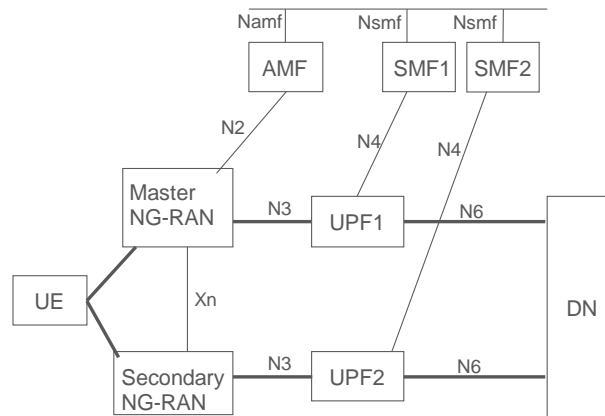 Namf
Nsmf
Nsmf
AMF
SMF1
SMF2
N2
N4
N4
Master
NG-RAN
N3
UPF1
N6
UE
Xn
DN
Secondary
NG-RAN
N3
UPF2
N6